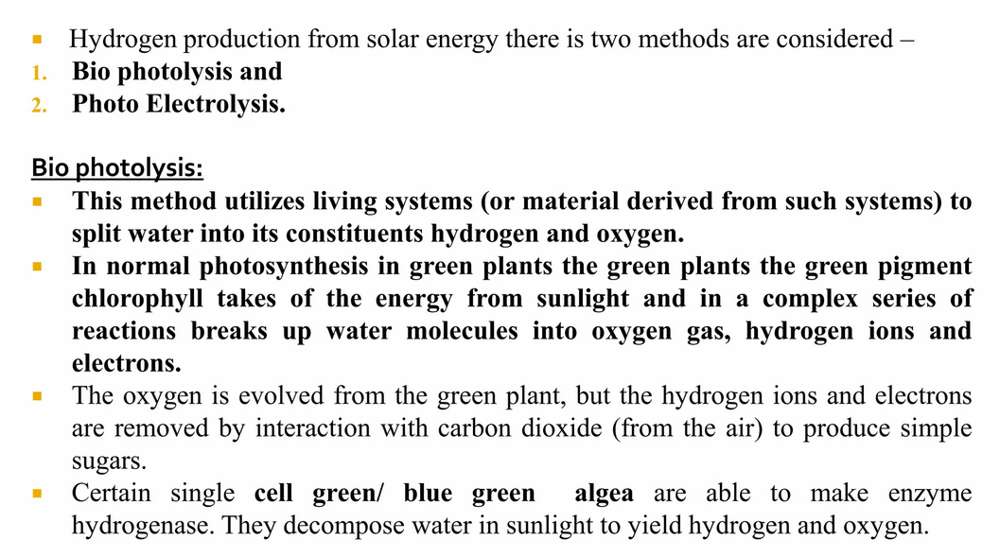 ▪ Hydrogen production from solar energy there is two methods are considered –
1. Bio photolysis and
2. Photo Electrolysis.
Bio photolysis:
▪ This method utilizes living systems (or material derived from such systems) to
split water into its constituents hydrogen and oxygen.
▪ In normal photosynthesis in green plants the green plants the green pigment
chlorophyll takes of the energy from sunlight and in a complex series of
reactions breaks up water molecules into oxygen gas, hydrogen ions and
electrons.
▪ The oxygen is evolved from the green plant, but the hydrogen ions and electrons
are removed by interaction with carbon dioxide (from the air) to produce simple
sugars.
▪ Certain single cell green/ blue green algea are able to make enzyme
hydrogenase. They decompose water in sunlight to yield hydrogen and oxygen.